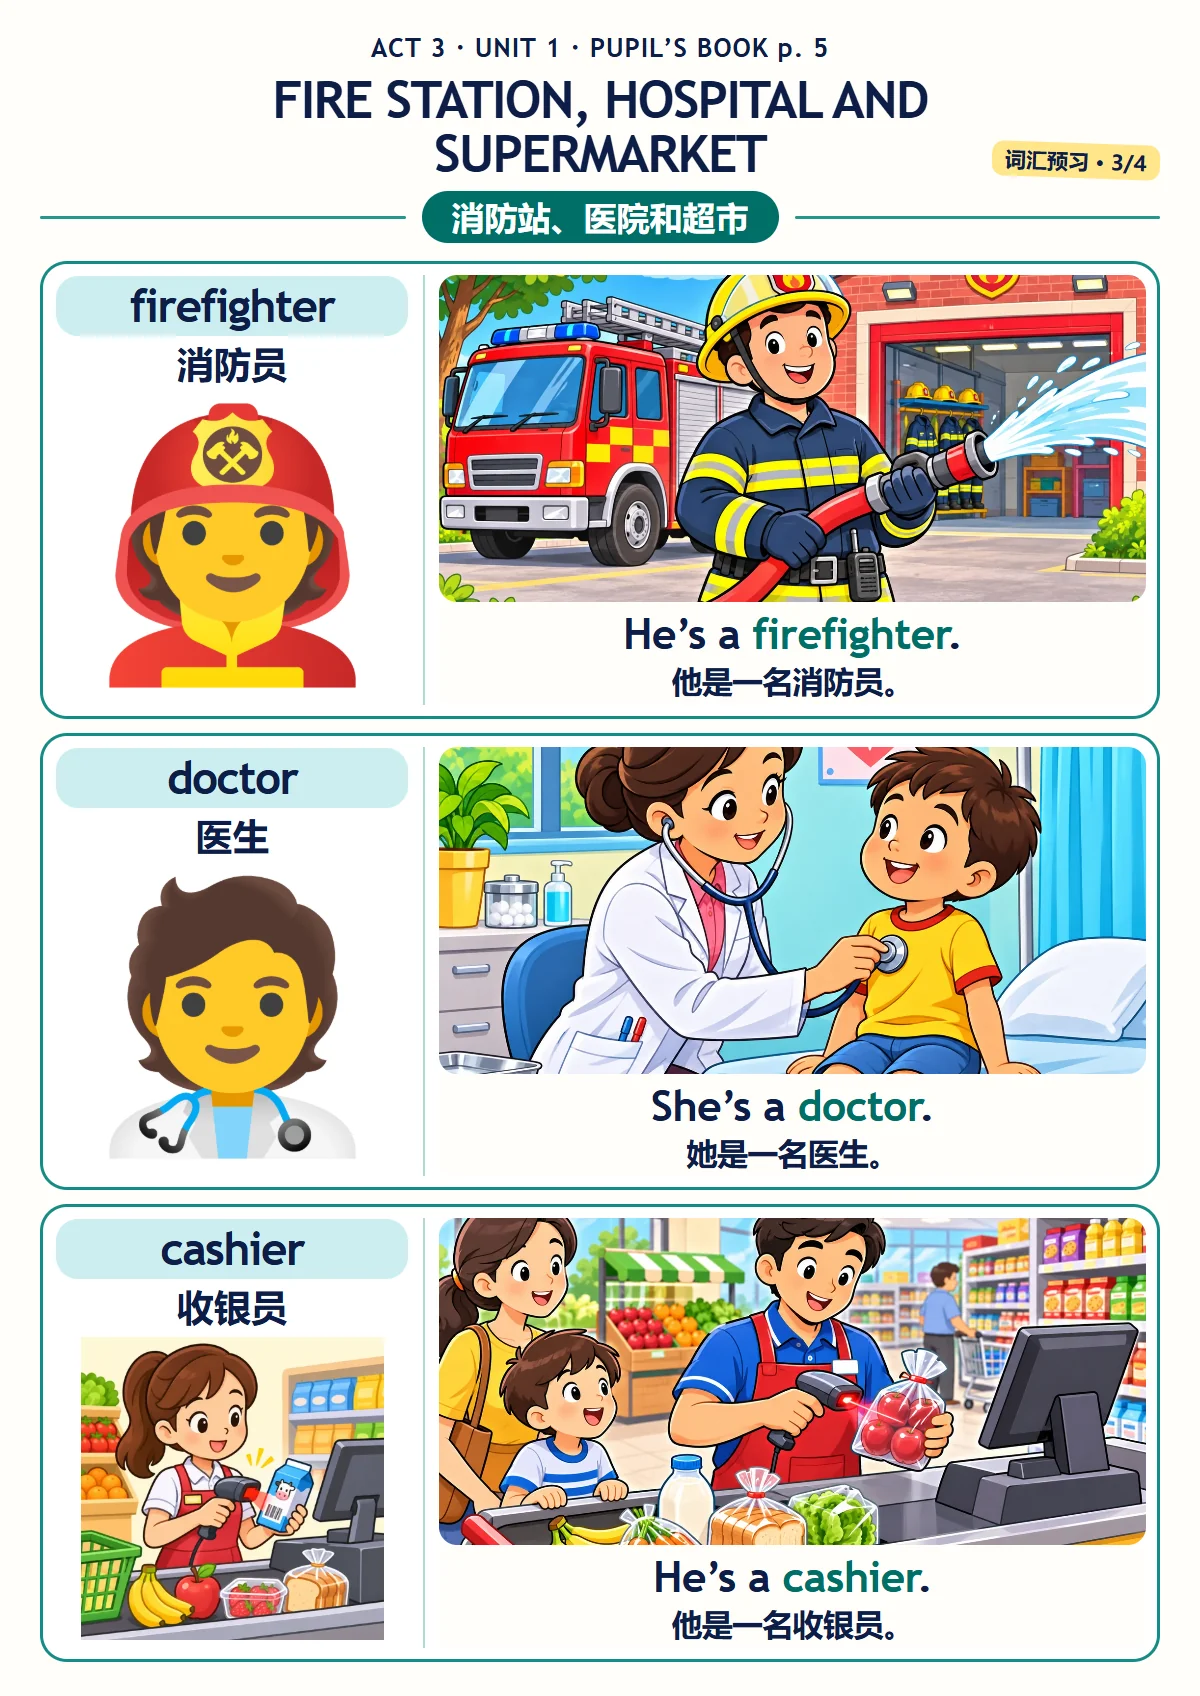 ACT 3 · UNIT 1 · PUPIL’S BOOK p. 5
FIRE STATION, HOSPITAL AND
SUPERMARKET
词汇预习 • 3/4
消防站、医院和超市
firefighter
消防员
He’s a firefighter.
他是一名消防员。
doctor
医生
She’s a doctor.
她是一名医生。
cashier
收银员
He’s a cashier.
他是一名收银员。